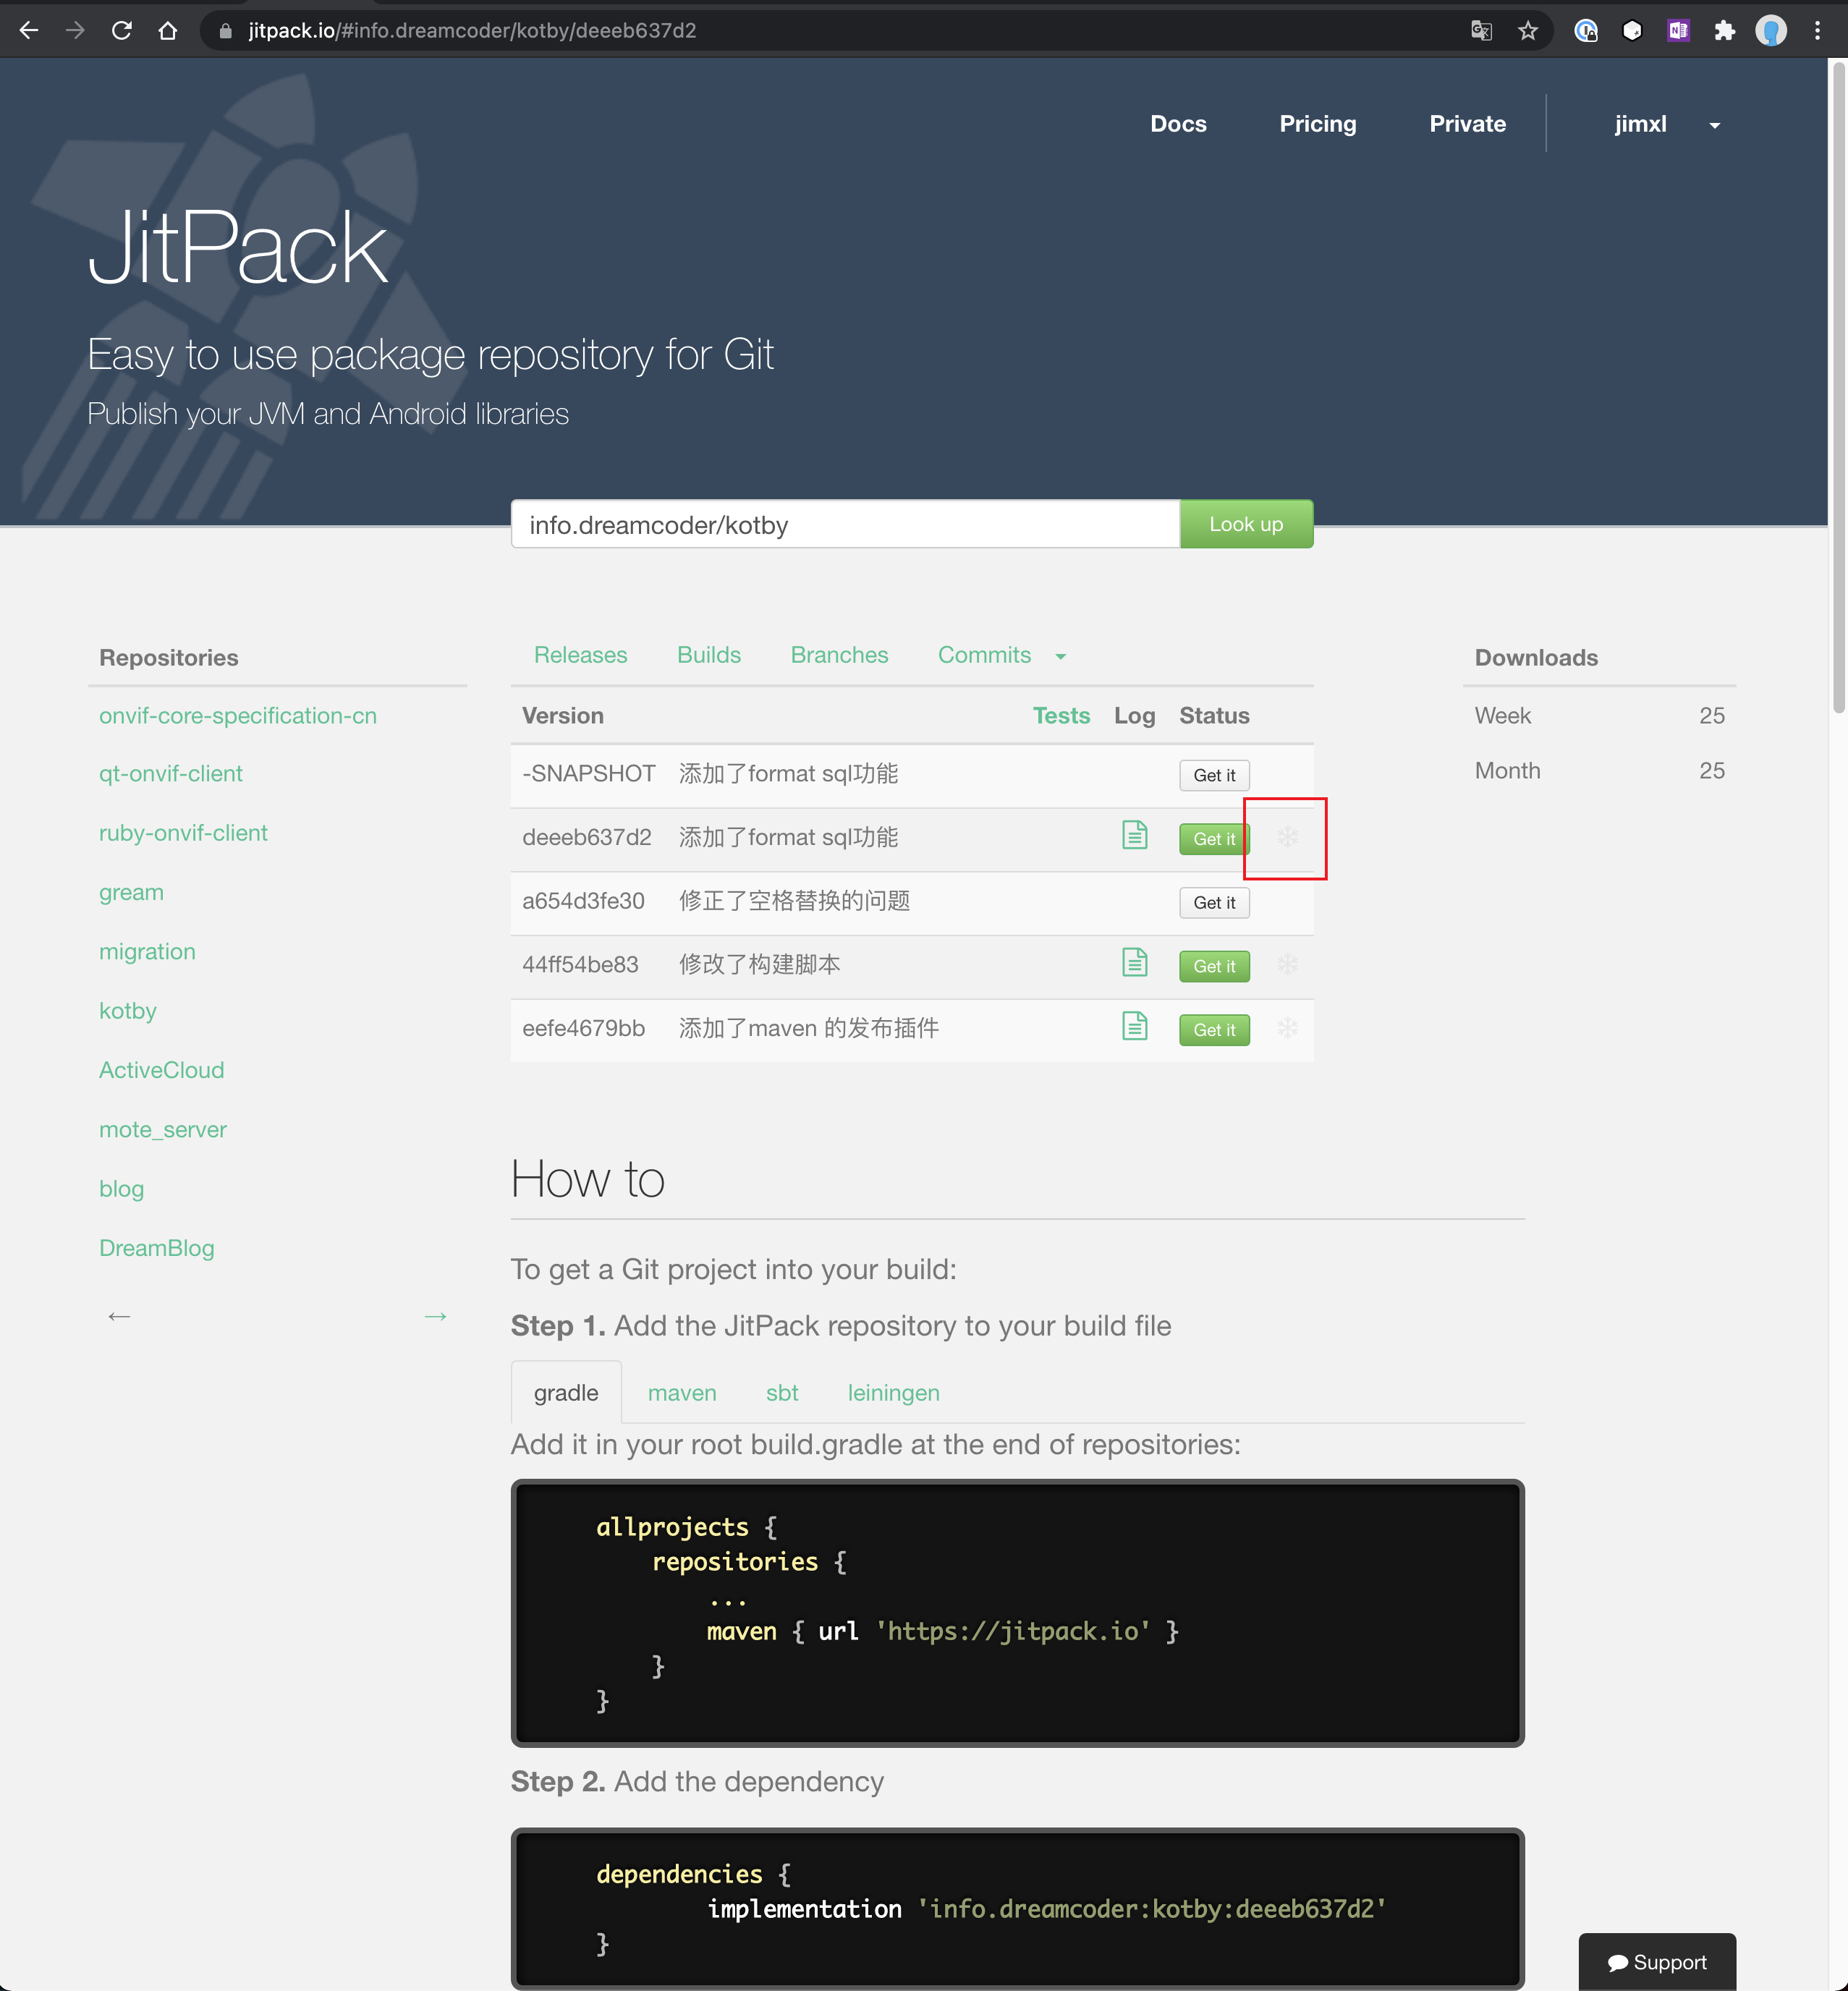 jitpack.io/#info.dreamcoder/kotby/deeeb637d2
Docs Pricing Private jimxl
JitPack
Easy to use package repository for Git
Publish your JVM and Android libraries
info.dreamcoder/kotby Look up
Repositories
onvif-core-specification-cn
qt-onvif-client
ruby-onvif-client
gream
migration
kotby
ActiveCloud
mote_server
blog
DreamBlog
← →
Releases Builds Branches Commits
Version Tests Log Status
-SNAPSHOT 添加了format sql功能 Get it
deeeb637d2 添加了format sql功能 Get it
a654d3fe30 修正了空格替换的问题 Get it
44ff54be83 修改了构建脚本 Get it
eefe4679bb 添加了maven 的发布插件 Get it
Downloads
Week 25
Month 25
How to
To get a Git project into your build:
Step 1. Add the JitPack repository to your build file
gradle maven sbt leiningen
Add it in your root build.gradle at the end of repositories:
allprojects {
repositories {
...
maven { url 'https://jitpack.io' }
}
}
Step 2. Add the dependency
dependencies {
implementation 'info.dreamcoder:kotby:deeeb637d2'
}
Support